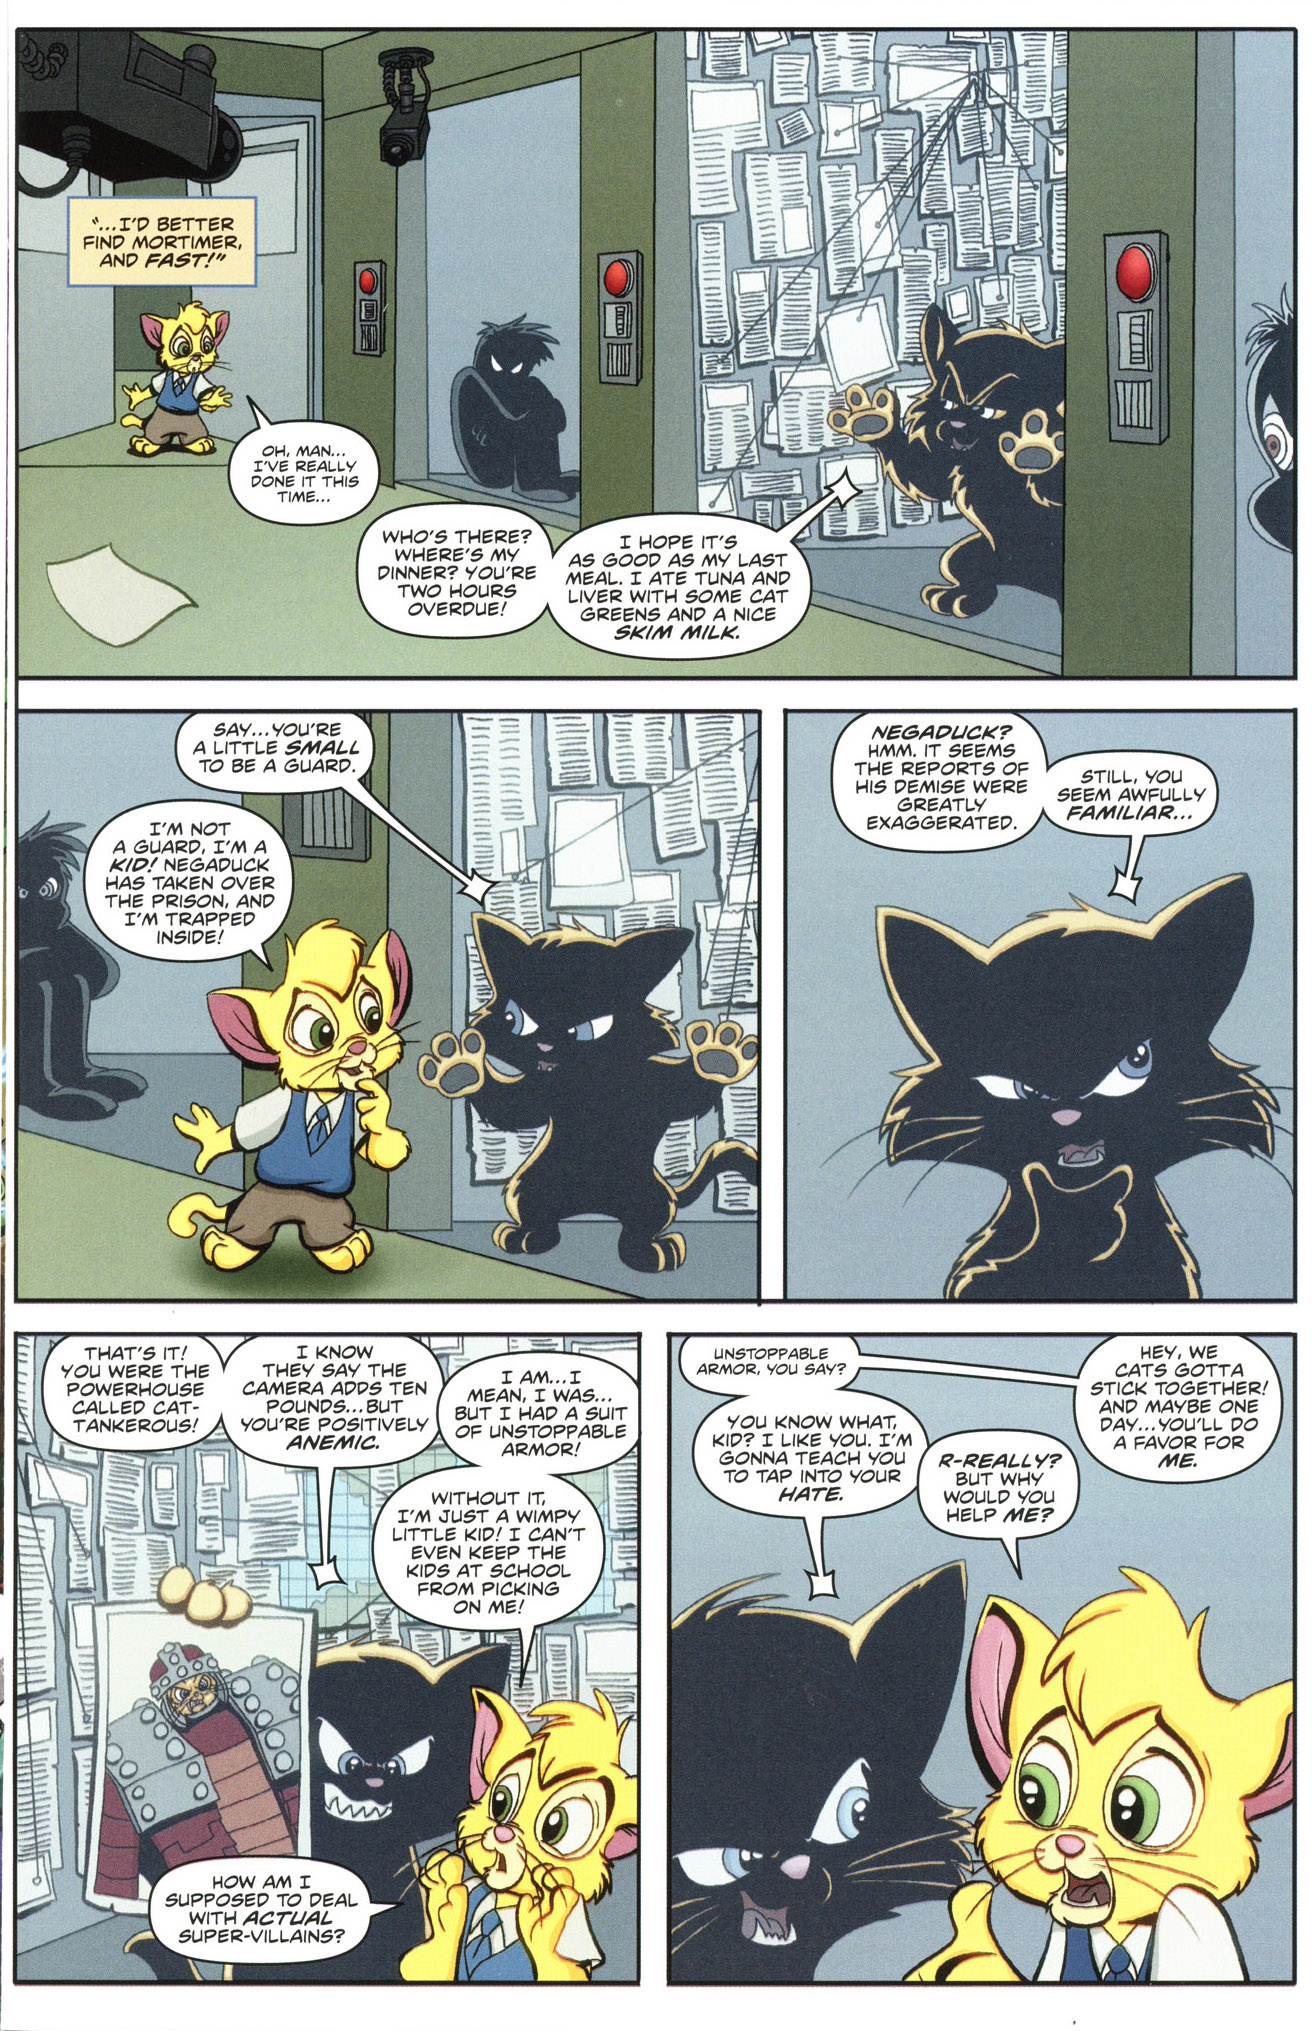 "...I'D BETTER
FIND MORTIMER,
AND FAST!"
OH, MAN...
I'VE REALLY
DONE IT THIS
TIME...
WHO'S THERE?
WHERE'S MY
DINNER? YOU'RE
TWO HOURS
OVERDUE!
I HOPE IT'S
AS GOOD AS MY LAST
MEAL. I ATE TUNA AND
LIVER WITH SOME CAT
GREENS AND A NICE
SKIM MILK.
SAY...YOU'RE
A LITTLE SMALL
TO BE A GUARD.
I'M NOT
A GUARD, I'M A
KID! NEGADUCK
HAS TAKEN OVER
THE PRISON, AND
I'M TRAPPED
INSIDE!
NEGADUCK?
HMM. IT SEEMS
THE REPORTS OF
HIS DEMISE WERE
GREATLY
EXAGGERATED.
STILL, YOU
SEEM AWFULLY
FAMILIAR...
THAT'S IT!
YOU WERE THE
POWERHOUSE
CALLED CAT-
TANKEROUS!
I KNOW
THEY SAY THE
CAMERA ADDS TEN
POUNDS...BUT
YOU'RE POSITIVELY
ANEMIC.
I AM...I
MEAN, I WAS...
BUT I HAD A SUIT
OF UNSTOPPABLE
ARMOR!
WITHOUT IT,
I'M JUST A WIMPY
LITTLE KID! I CAN'T
EVEN KEEP THE
KIDS AT SCHOOL
FROM PICKING
ON ME!
HOW AM I
SUPPOSED TO DEAL
WITH ACTUAL
SUPER-VILLAINS?
UNSTOPPABLE
ARMOR, YOU SAY?
HEY, WE
CATS GOTTA
STICK TOGETHER!
AND MAYBE ONE
DAY...YOU'LL DO
A FAVOR FOR
ME.
YOU KNOW WHAT,
KID? I LIKE YOU. I'M
GONNA TEACH YOU
TO TAP INTO YOUR
HATE.
R-REALLY?
BUT WHY
WOULD YOU
HELP ME?